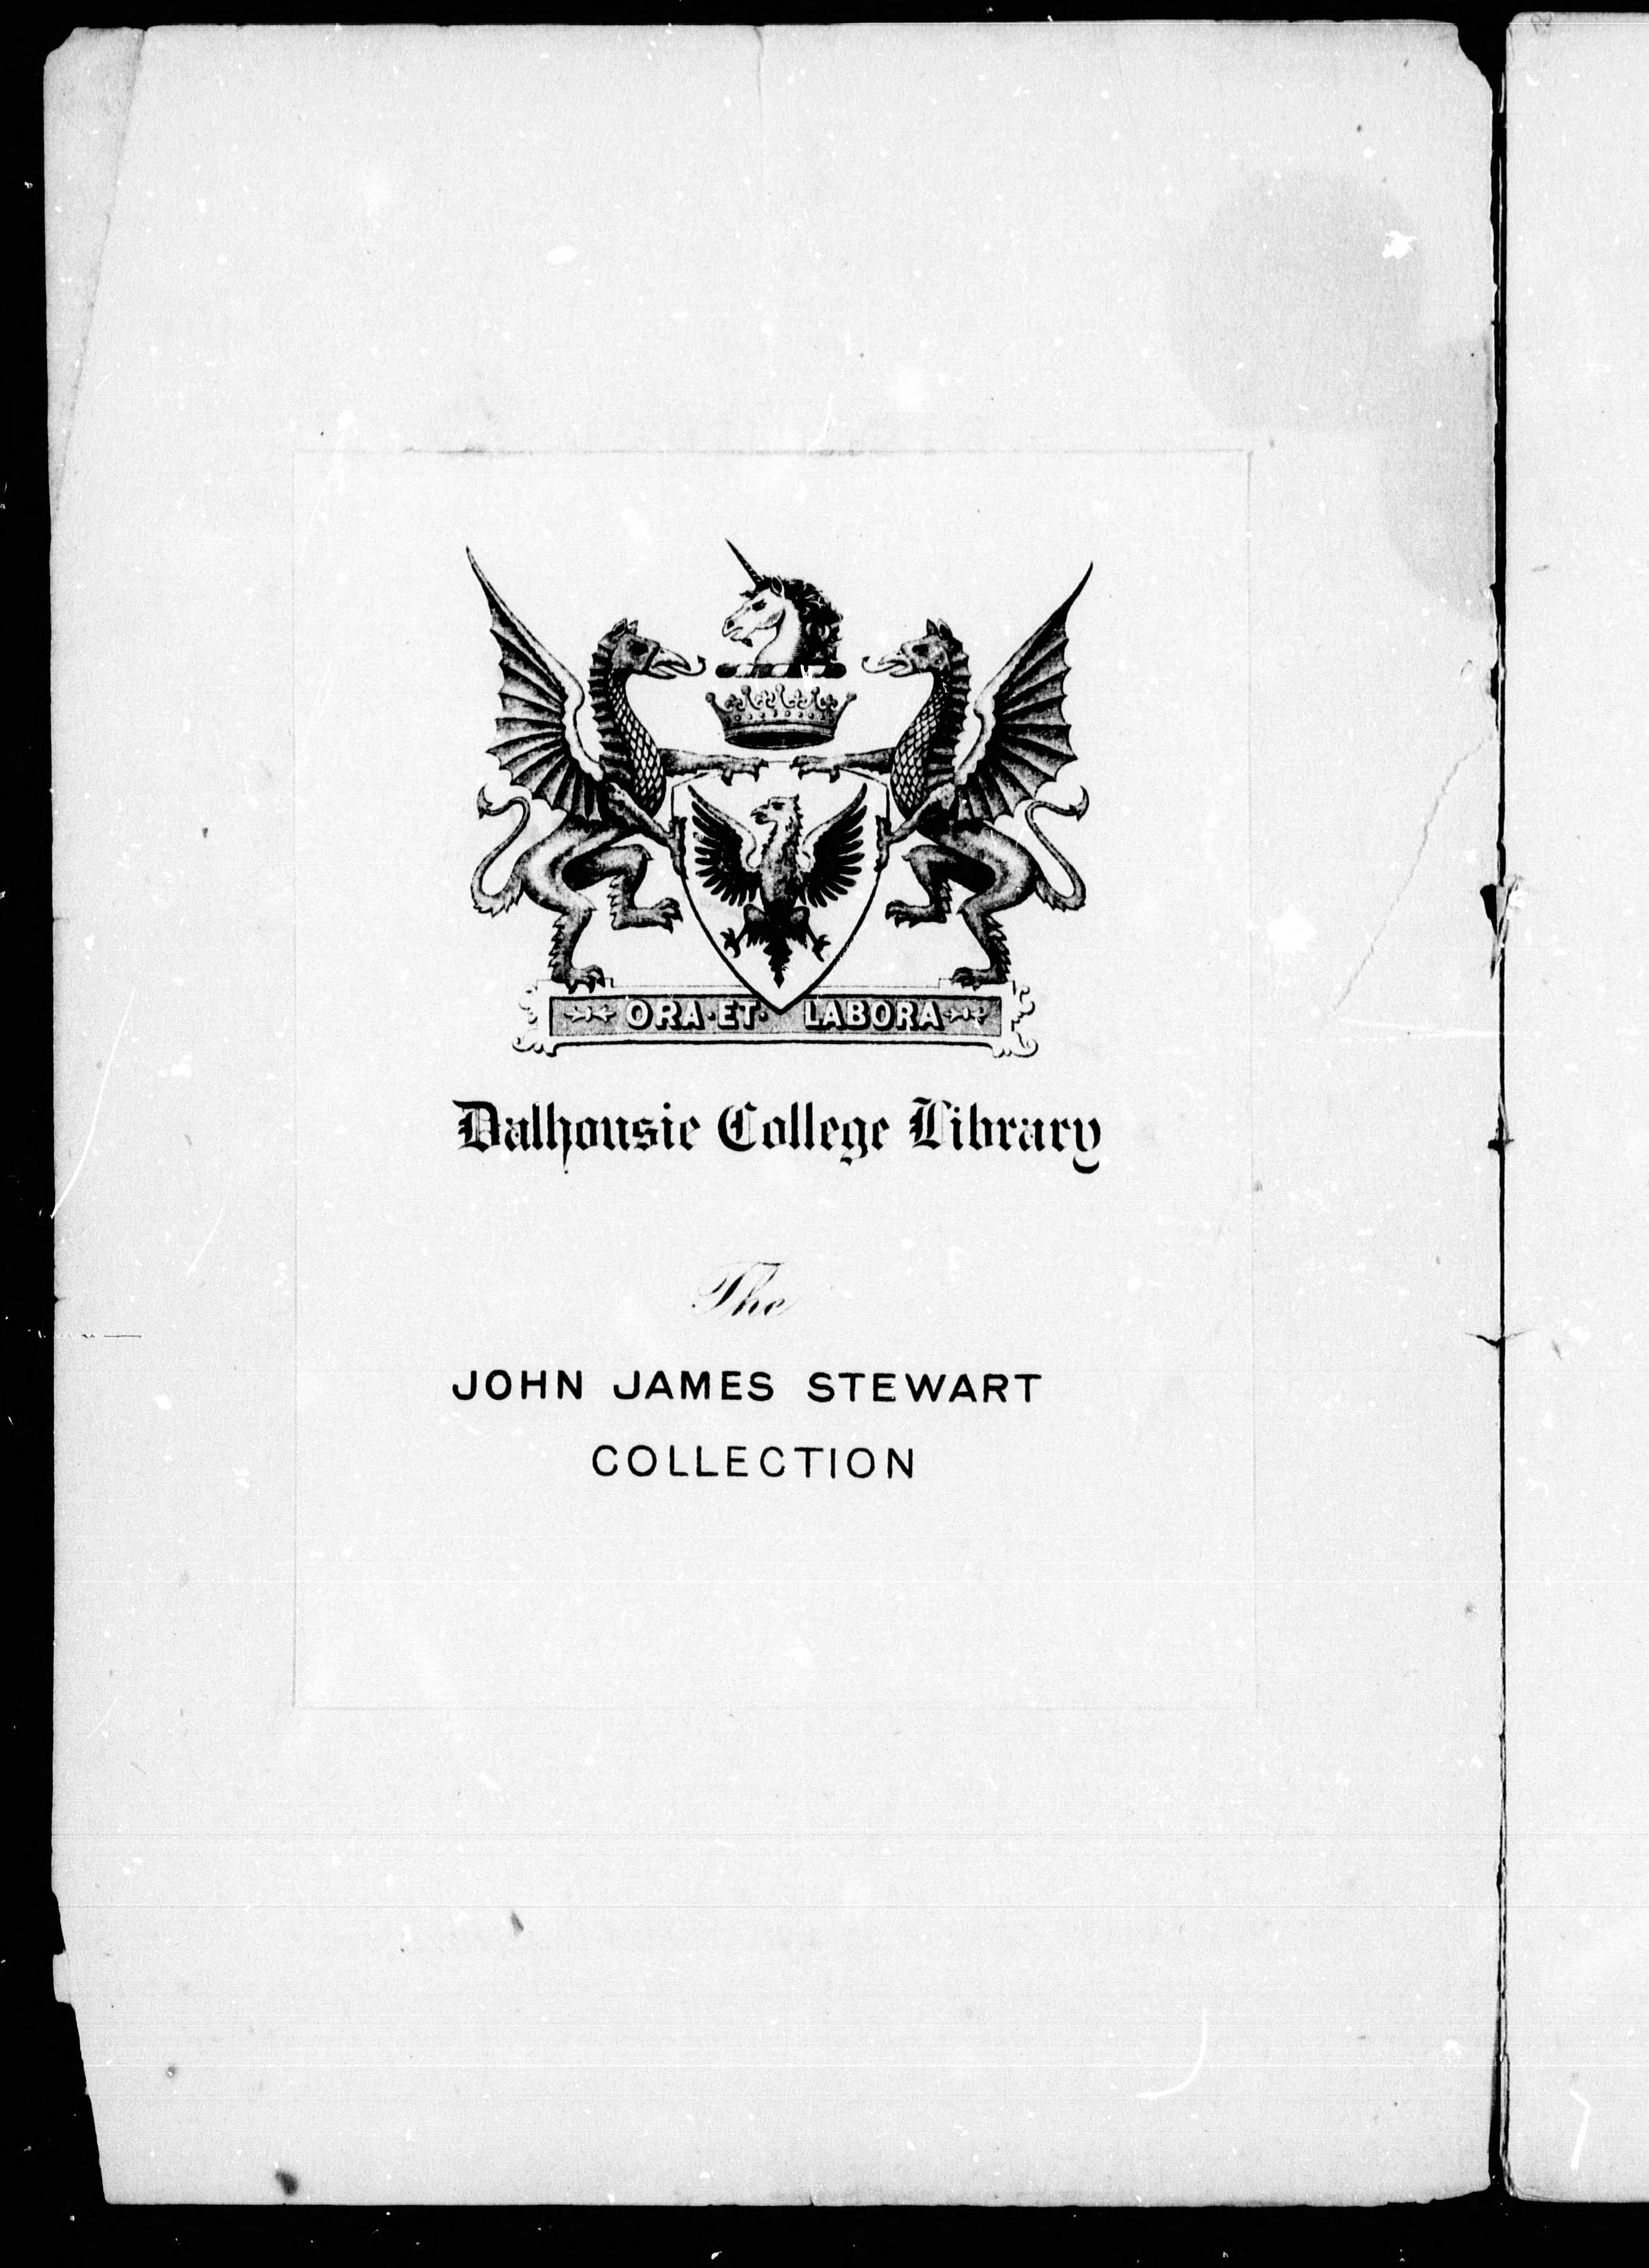 ORA·ET· LABORA
Dalhousie College Library
The
JOHN JAMES STEWART
COLLECTION